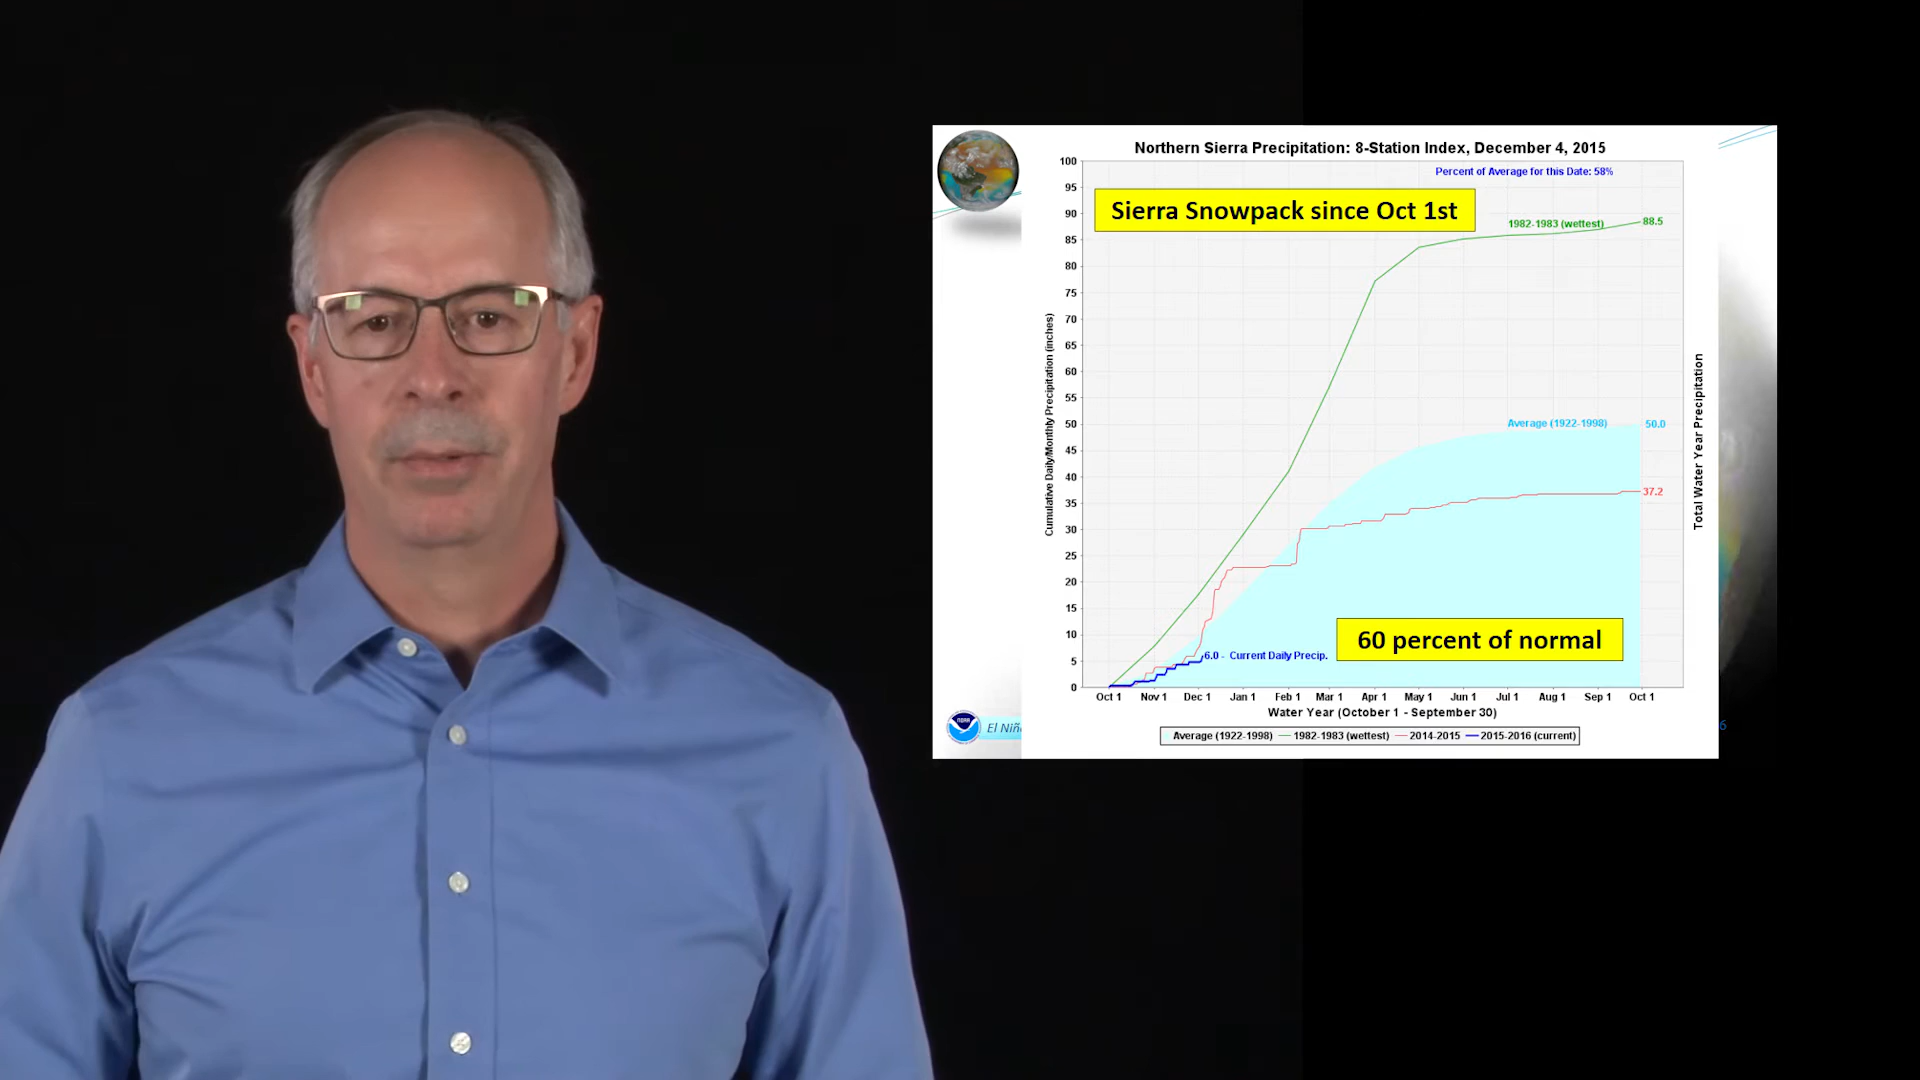 Northern Sierra Precipitation: 8-Station Index, December 4, 2015
Percent of Average for this Date: 58%
Sierra Snowpack since Oct 1st
1982-1983 (wettest)
88.5
Average (1922-1998)
50.0
37.2
60 percent of normal
6.0 - Current Daily Precip.
100
95
90
85
80
75
70
65
60
55
50
45
40
35
30
25
20
15
10
5
0
Cumulative Daily/Monthly Precipitation (inches)
Total Water Year Precipitation
Oct 1 Nov 1 Dec 1 Jan 1 Feb 1 Mar 1 Apr 1 May 1 Jun 1 Jul 1 Aug 1 Sep 1 Oct 1
Water Year (October 1 - September 30)
Average (1922-1998) 1982-1983 (wettest) 2014-2015 2015-2016 (current)
NOAA
El Niñ
6